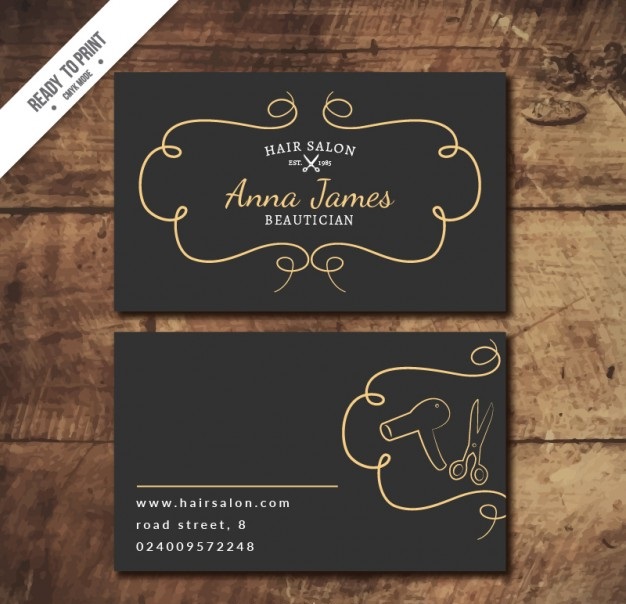 READY TO PRINT
CMYK MODE
HAIR SALON
EST. 1985
Anna James
BEAUTICIAN
www.hairsalon.com
road street, 8
024009572248